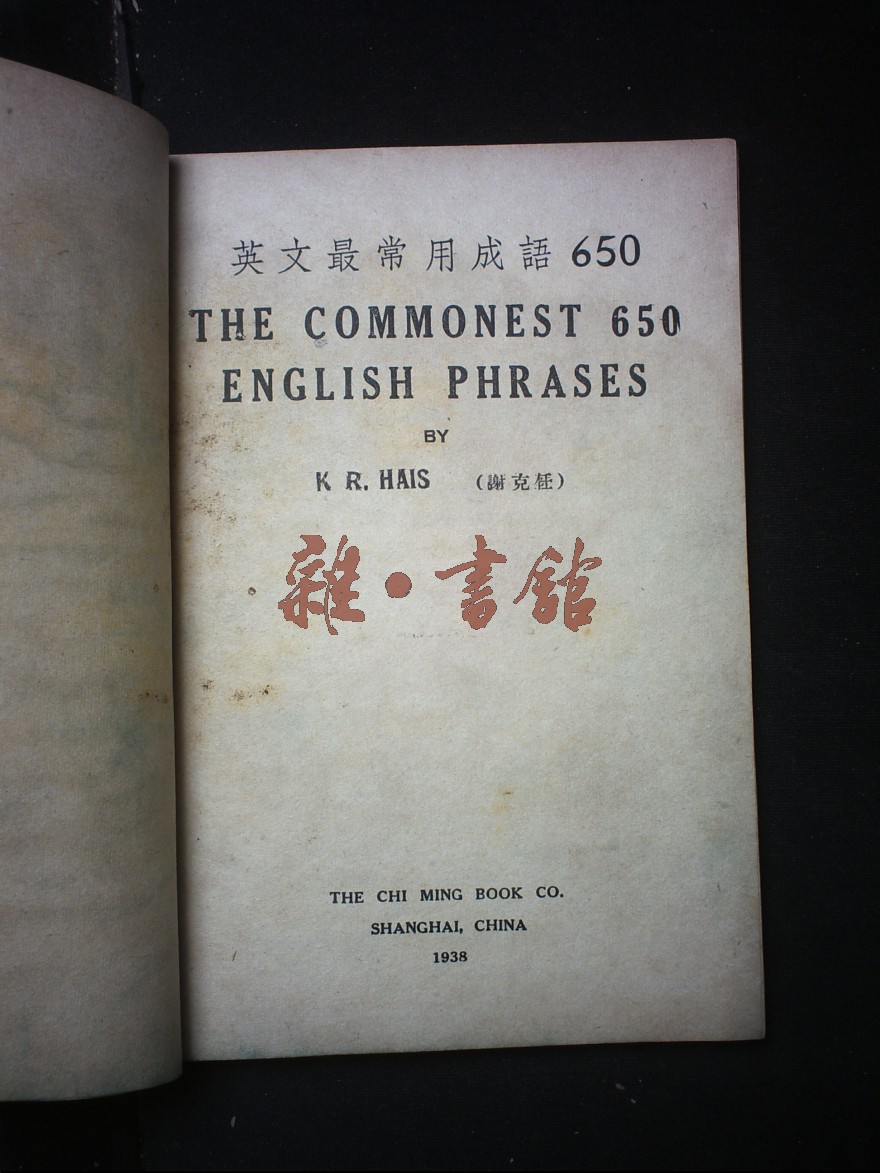 英文最常用成語 650
THE COMMONEST 650
ENGLISH PHRASES
BY
K R. HAIS (謝克任)
雜·書館
THE CHI MING BOOK CO.
SHANGHAI, CHINA
1938